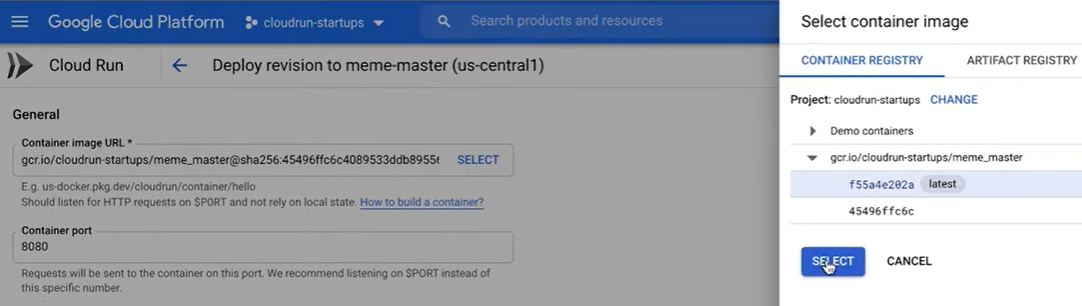 Google Cloud Platform
cloudrun-startups
Search products and resources
Cloud Run
Deploy revision to meme-master (us-central1)
General
Container image URL *
gcr.io/cloudrun-startups/meme_master@sha256:45496ffc6c4089533ddb8955e
SELECT
E.g. us-docker.pkg.dev/cloudrun/container/hello
Should listen for HTTP requests on $PORT and not rely on local state. How to build a container?
Container port
8080
Requests will be sent to the container on this port. We recommend listening on $PORT instead of
this specific number.
Select container image
CONTAINER REGISTRY
ARTIFACT REGISTRY
Project: cloudrun-startups CHANGE
Demo containers
gcr.io/cloudrun-startups/meme_master
f55a4e202a latest
45496ffc6c
SELECT
CANCEL